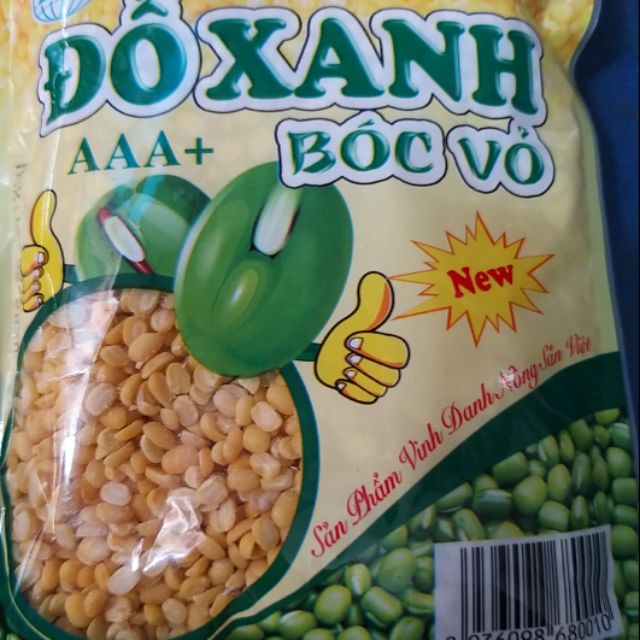 ĐỖ XANH
AAA+
BÓC VỎ
New
Sản Phẩm Vinh Danh Nông Sản Việt